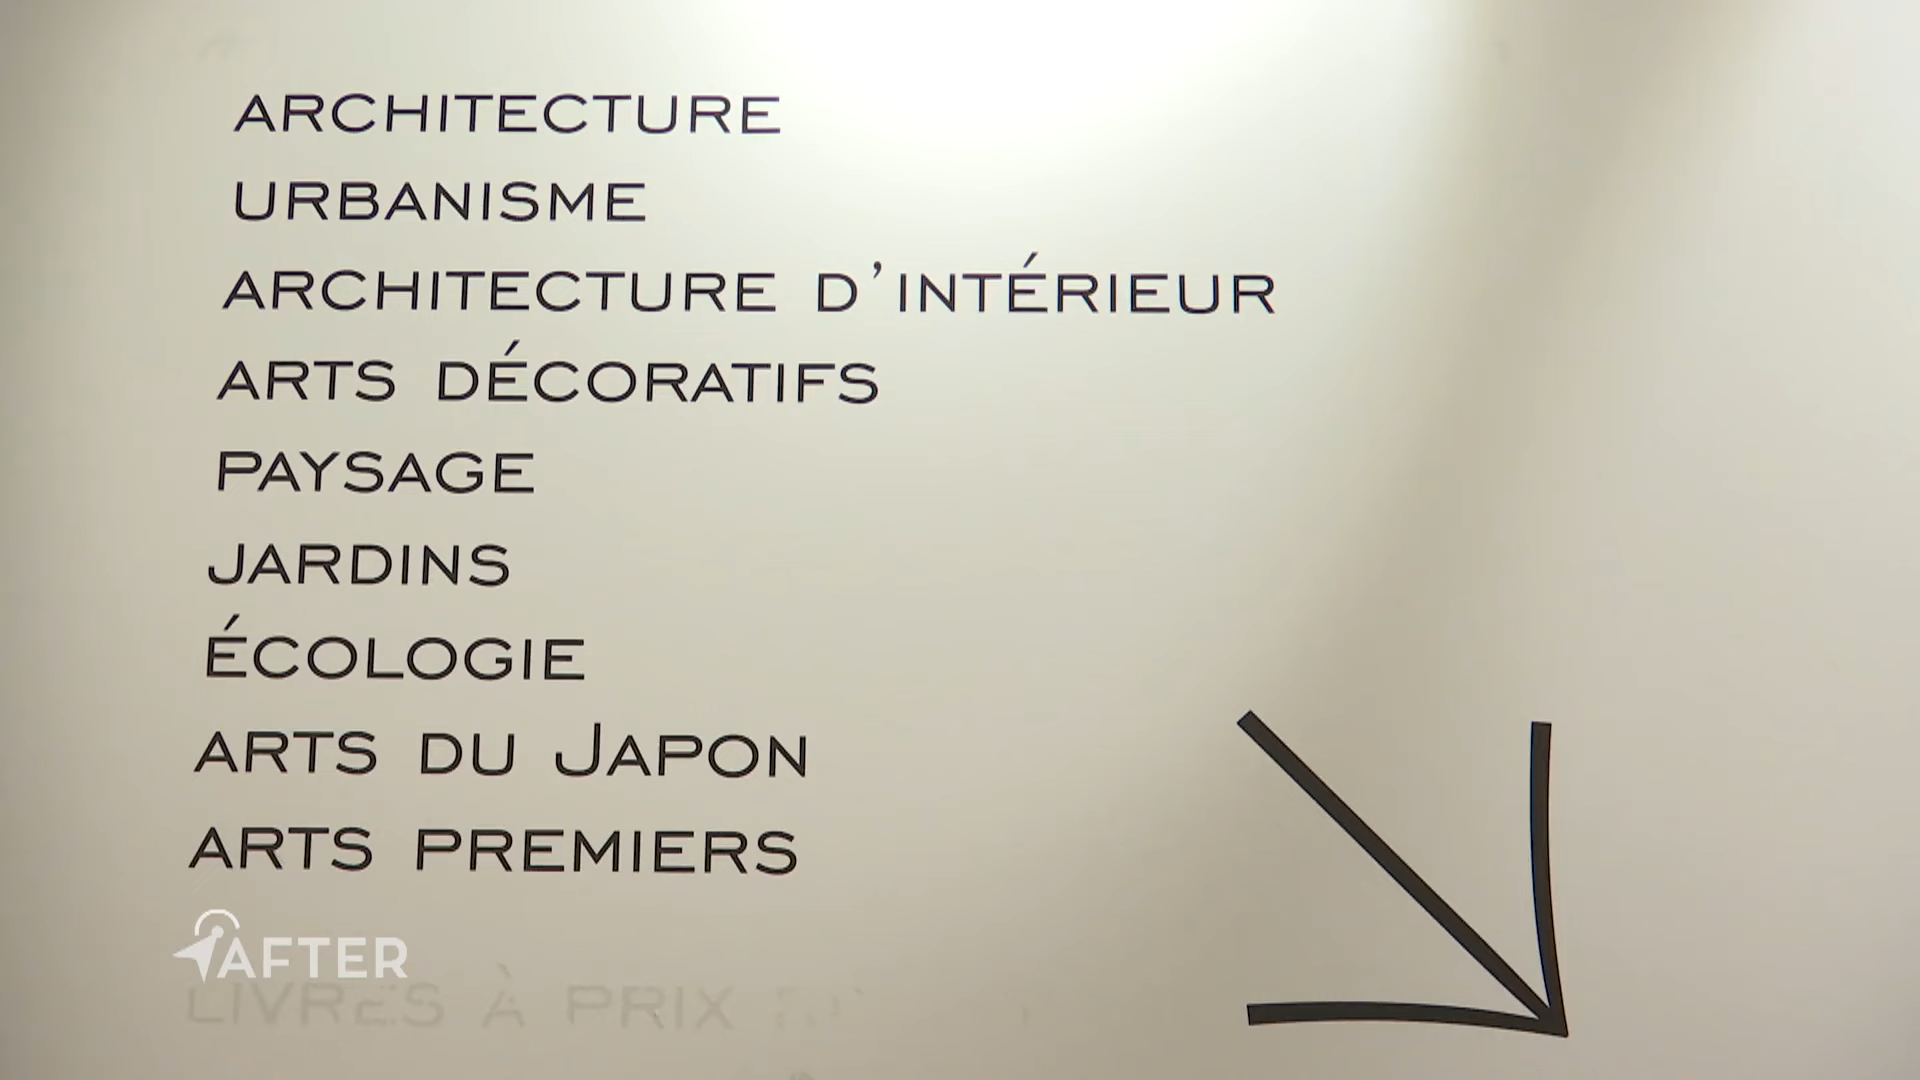 ARCHITECTURE
URBANISME
ARCHITECTURE D'INTÉRIEUR
ARTS DÉCORATIFS
PAYSAGE
JARDINS
ÉCOLOGIE
ARTS DU JAPON
ARTS PREMIERS
AFTER
LIVRES À PRIX